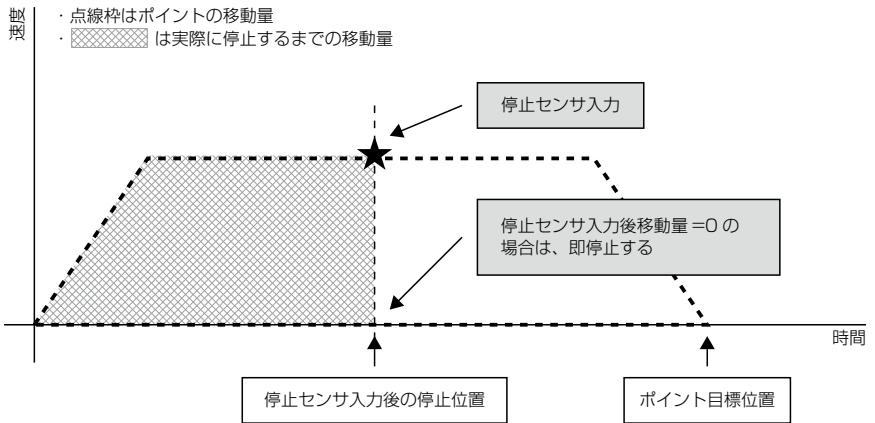 速度
・点線枠はポイントの移動量
・ は実際に停止するまでの移動量
停止センサ入力
停止センサ入力後移動量=0 の
場合は、即停止する
時間
停止センサ入力後の停止位置
ポイント目標位置